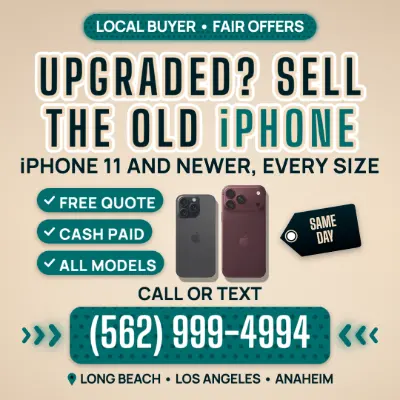 LOCAL BUYER • FAIR OFFERS
UPGRADED? SELL
THE OLD iPHONE
iPHONE 11 AND NEWER, EVERY SIZE
FREE QUOTE
CASH PAID
ALL MODELS
SAME
DAY
CALL OR TEXT
(562) 999-4994
LONG BEACH • LOS ANGELES • ANAHEIM